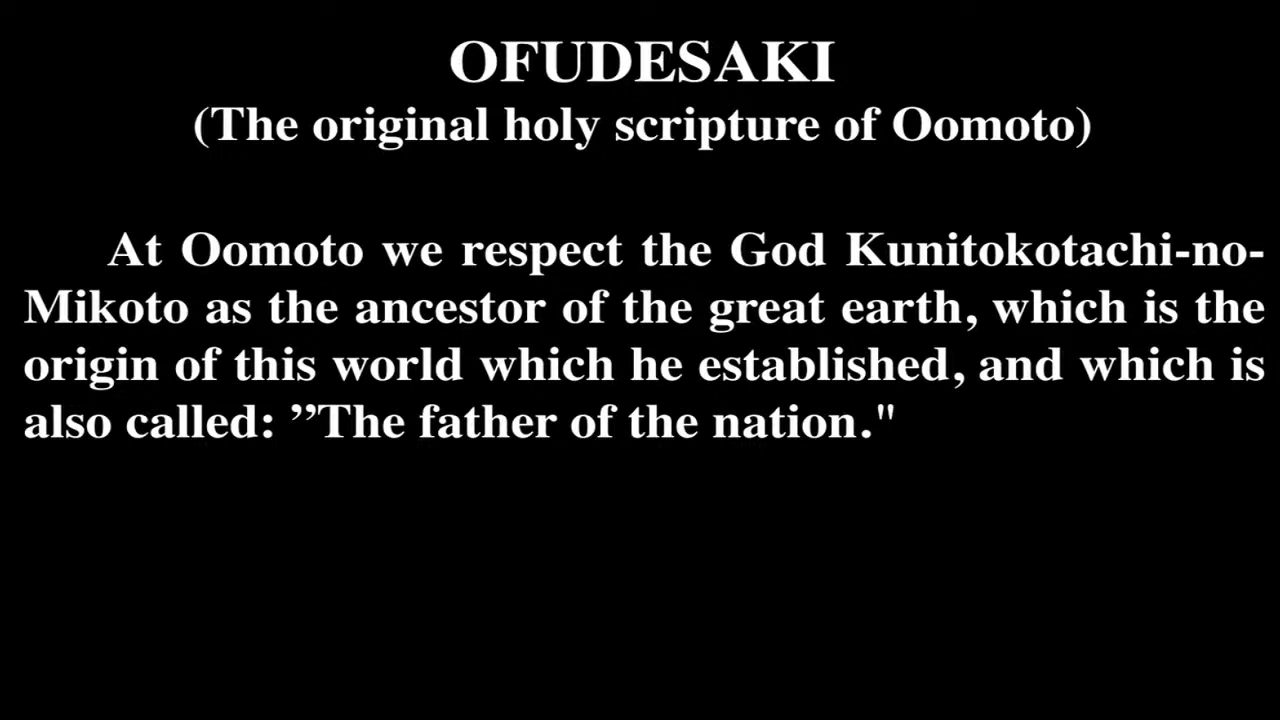 OFUDESAKI
(The original holy scripture of Oomoto)
At Oomoto we respect the God Kunitokotachi-no-
Mikoto as the ancestor of the great earth, which is the
origin of this world which he established, and which is
also called: ”The father of the nation."